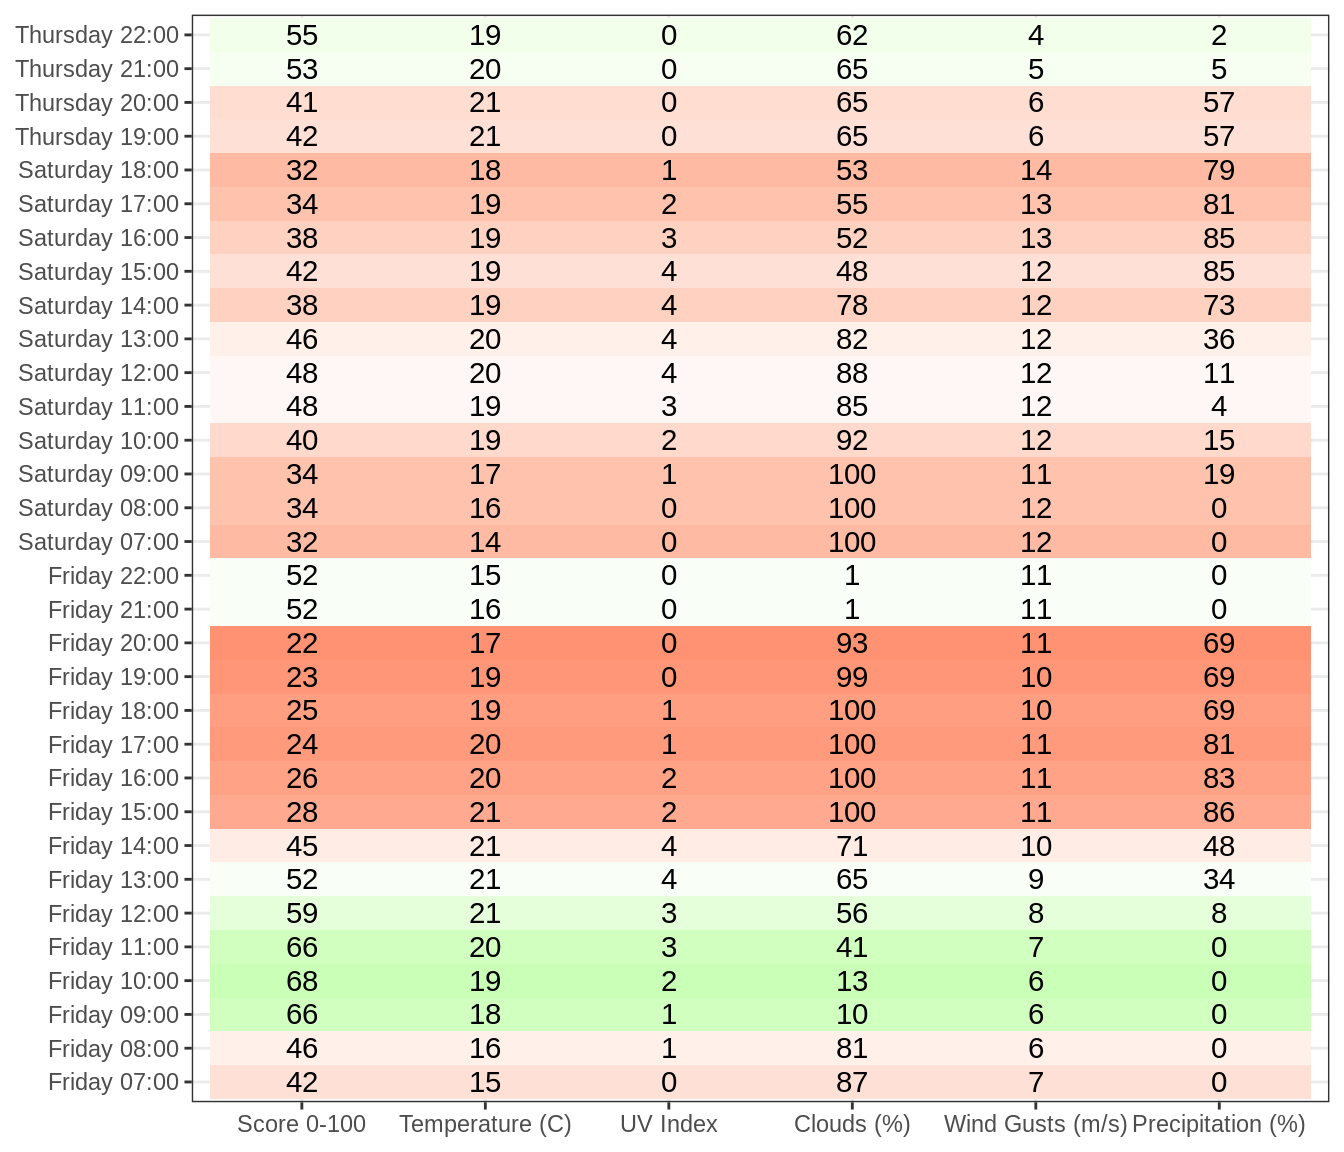 Thursday 22:00 55 19 0 62 4 2
Thursday 21:00 53 20 0 65 5 5
Thursday 20:00 41 21 0 65 6 57
Thursday 19:00 42 21 0 65 6 57
Saturday 18:00 32 18 1 53 14 79
Saturday 17:00 34 19 2 55 13 81
Saturday 16:00 38 19 3 52 13 85
Saturday 15:00 42 19 4 48 12 85
Saturday 14:00 38 19 4 78 12 73
Saturday 13:00 46 20 4 82 12 36
Saturday 12:00 48 20 4 88 12 11
Saturday 11:00 48 19 3 85 12 4
Saturday 10:00 40 19 2 92 12 15
Saturday 09:00 34 17 1 100 11 19
Saturday 08:00 34 16 0 100 12 0
Saturday 07:00 32 14 0 100 12 0
Friday 22:00 52 15 0 1 11 0
Friday 21:00 52 16 0 1 11 0
Friday 20:00 22 17 0 93 11 69
Friday 19:00 23 19 0 99 10 69
Friday 18:00 25 19 1 100 10 69
Friday 17:00 24 20 1 100 11 81
Friday 16:00 26 20 2 100 11 83
Friday 15:00 28 21 2 100 11 86
Friday 14:00 45 21 4 71 10 48
Friday 13:00 52 21 4 65 9 34
Friday 12:00 59 21 3 56 8 8
Friday 11:00 66 20 3 41 7 0
Friday 10:00 68 19 2 13 6 0
Friday 09:00 66 18 1 10 6 0
Friday 08:00 46 16 1 81 6 0
Friday 07:00 42 15 0 87 7 0
Score 0-100 Temperature (C) UV Index Clouds (%) Wind Gusts (m/s) Precipitation (%)